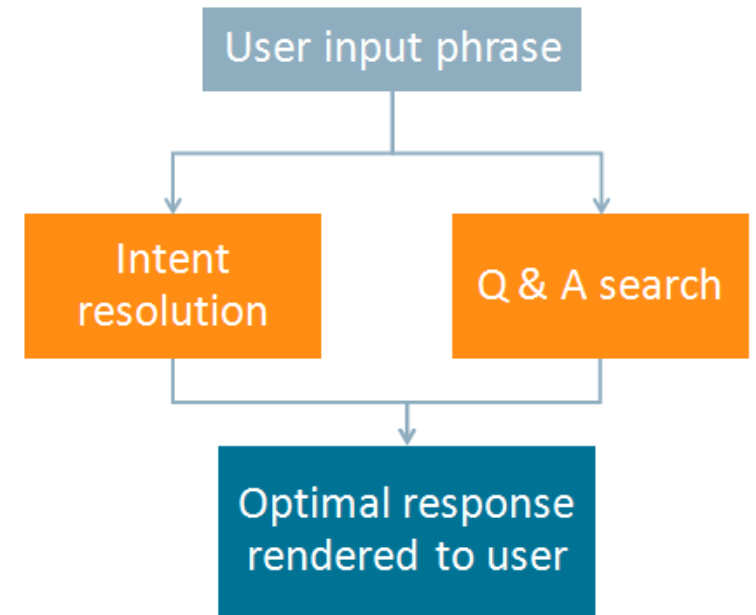 User input phrase
Intent
resolution
Q & A search
Optimal response
rendered to user